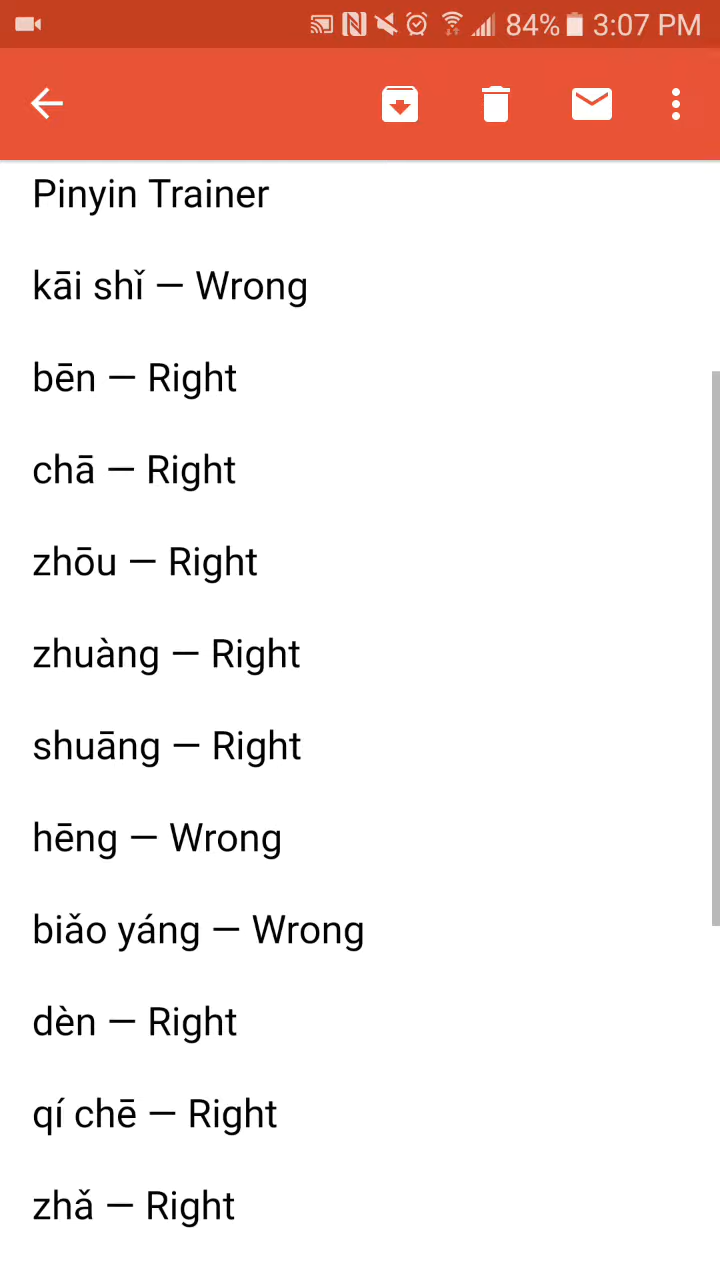 84% 3:07 PM
Pinyin Trainer
kāi shǐ — Wrong
bēn — Right
chā — Right
zhōu — Right
zhuàng — Right
shuāng — Right
hēng — Wrong
biǎo yáng — Wrong
dèn — Right
qí chē — Right
zhǎ — Right